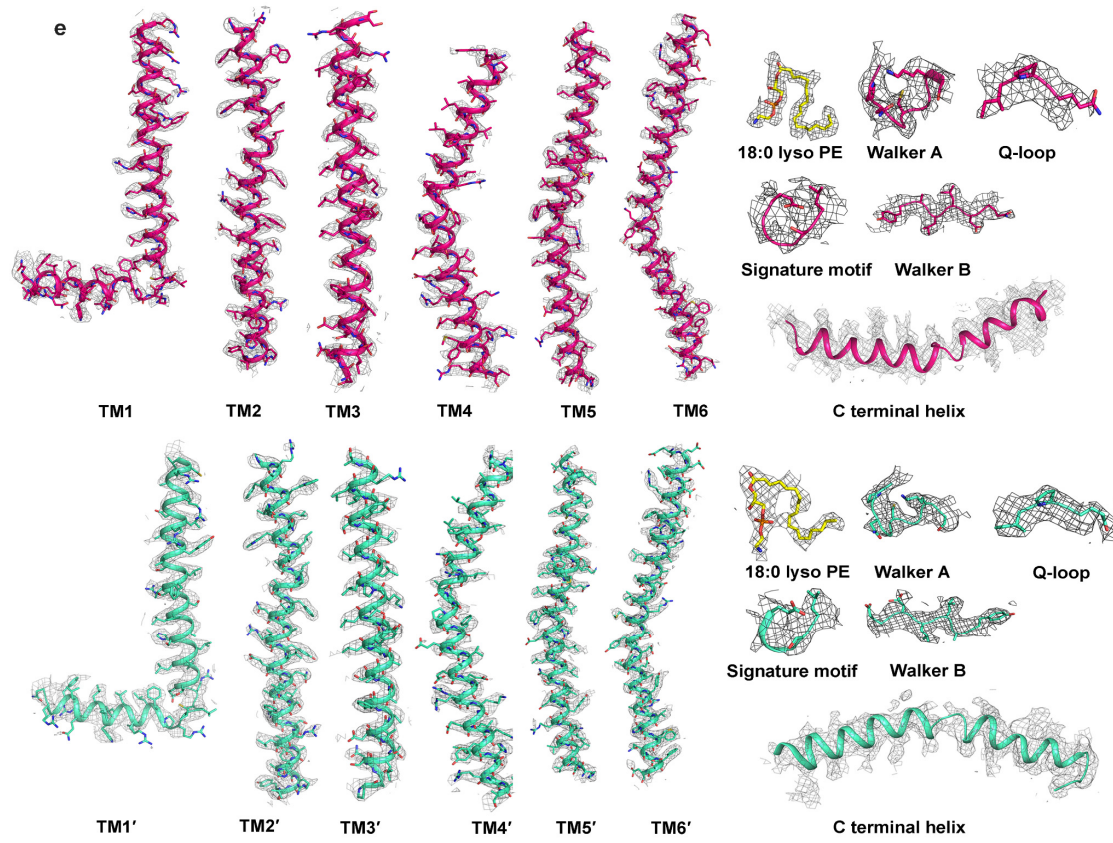 e
18:0 lyso PE Walker A Q-loop
Signature motif Walker B
TM1 TM2 TM3 TM4 TM5 TM6 C terminal helix
18:0 lyso PE Walker A Q-loop
Signature motif Walker B
TM1′ TM2′ TM3′ TM4′ TM5′ TM6′ C terminal helix